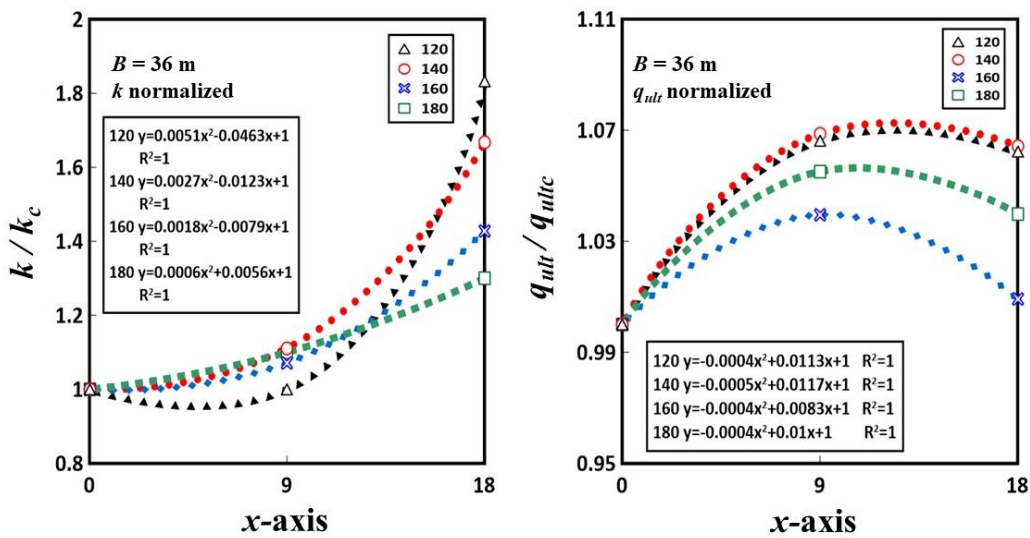 2
1.8
1.6
1.4
1.2
1
0.8
0
9
18
k / kc
x-axis
B = 36 m
k normalized
120
140
160
180
120 y=0.0051x²-0.0463x+1
R²=1
140 y=0.0027x²-0.0123x+1
R²=1
160 y=0.0018x²-0.0079x+1
R²=1
180 y=0.0006x²+0.0056x+1
R²=1
1.11
1.07
1.03
0.99
0.95
0
9
18
qult / qultc
x-axis
B = 36 m
qult normalized
120
140
160
180
120 y=-0.0004x²+0.0113x+1 R²=1
140 y=-0.0005x²+0.0117x+1 R²=1
160 y=-0.0004x²+0.0083x+1 R²=1
180 y=-0.0004x²+0.01x+1 R²=1